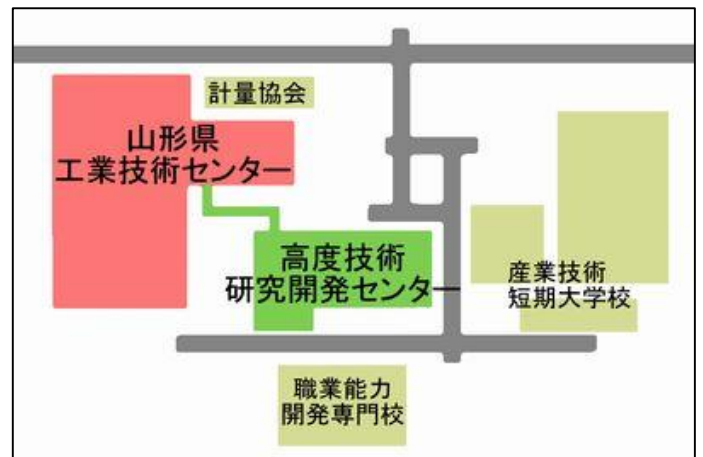 計量協会
山形県
工業技術センター
高度技術
研究開発センター
産業技術
短期大学校
職業能力
開発専門校